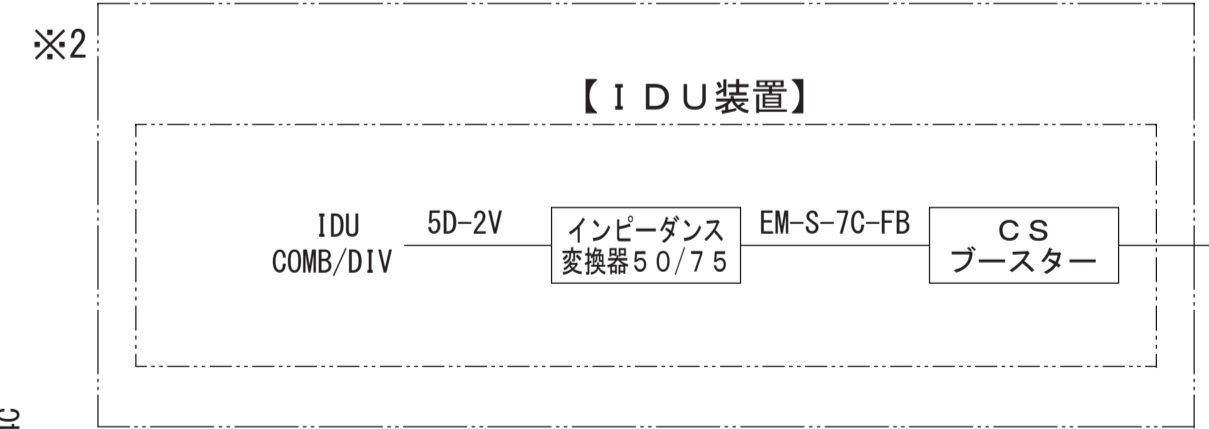 ※2
【ＩＤＵ装置】
IDU
COMB/DIV
5D-2V
インピーダンス
変換器５０/７５
EM-S-7C-FB
ＣＳ
ブースター